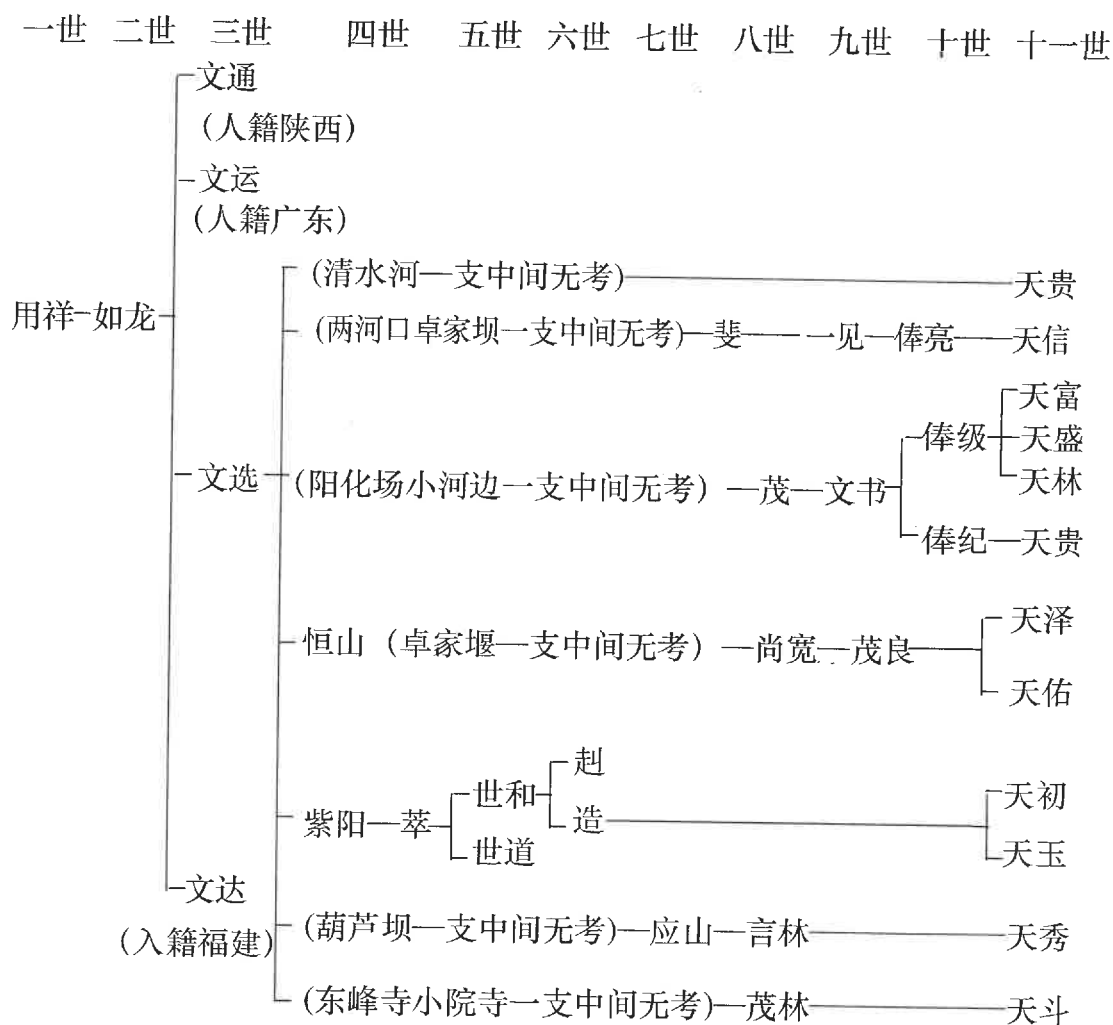 一世 二世 三世 四世 五世 六世 七世 八世 九世 十世 十一世
文通
(人籍陕西)
文运
(人籍广东)
(清水河一支中间无考) 天贵
用祥 如龙
(两河口卓家坝一支中间无考) 斐 一见 俸亮 天信
天富
俸级 天盛
文选
(阳化场小河边一支中间无考) 茂 文书
天林
俸纪 天贵
天泽
恒山 (卓家堰一支中间无考) 尚宽 茂良
天佑
赳
世和
天初
紫阳 萃
造
世道
天玉
文达
(入籍福建)
(葫芦坝一支中间无考) 应山 言林 天秀
(东峰寺小院寺一支中间无考) 茂林 天斗